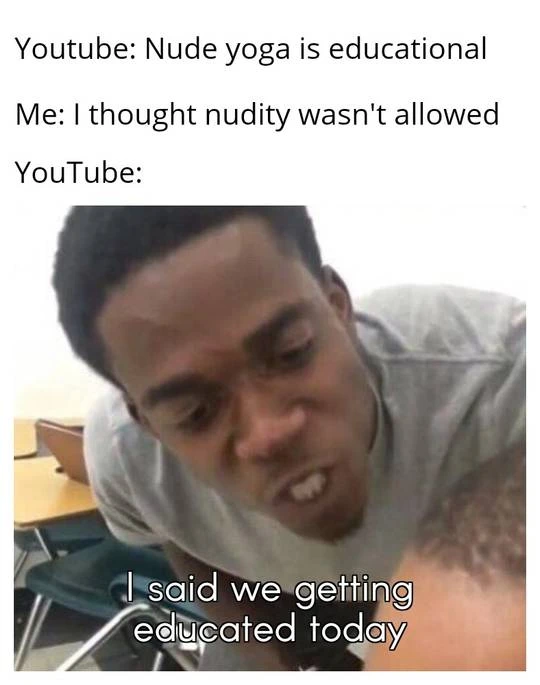 Youtube: Nude yoga is educational
Me: I thought nudity wasn't allowed
YouTube:
I said we getting
educated today